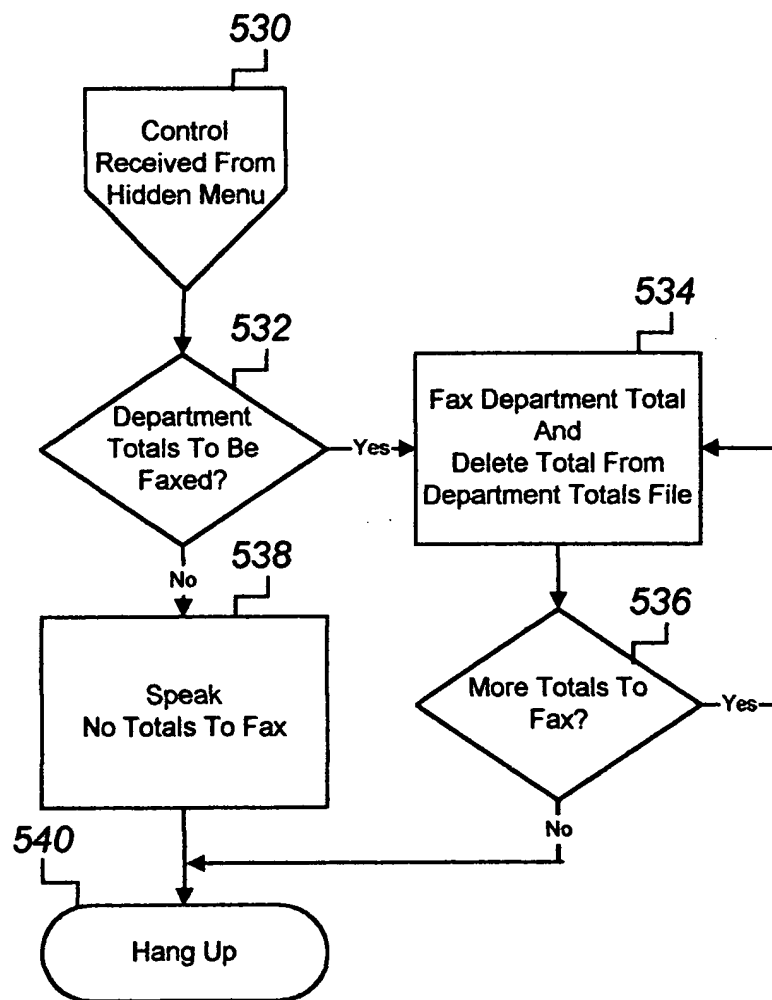 530
Control
Received From
Hidden Menu
532
Department
Totals To Be
Faxed?
Yes
534
Fax Department Total
And
Delete Total From
Department Totals File
No
538
Speak
No Totals To Fax
536
More Totals To
Fax?
Yes
No
540
Hang Up